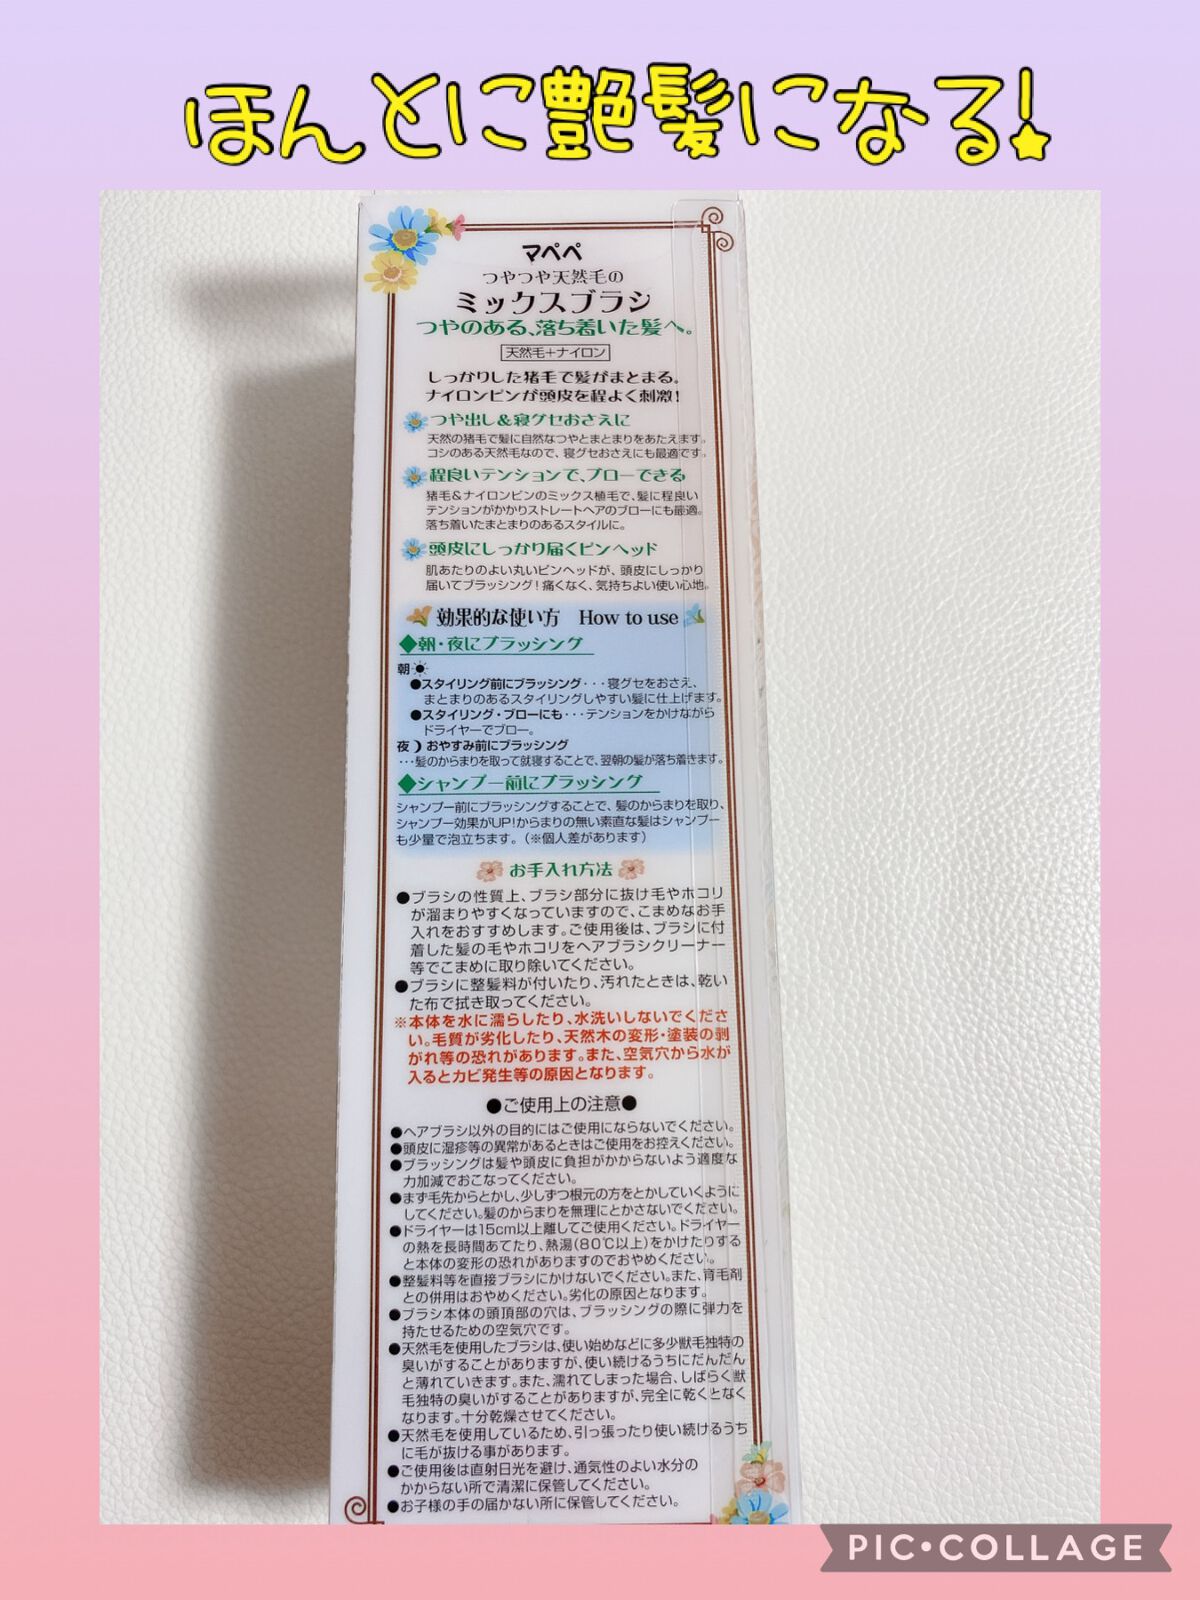 ほんとに艶髪になる!
マペペ
つやつや天然毛の
ミックスブラシ
つやのある、落ち着いた髪へ。
天然毛+ナイロン
しっかりした猪毛で髪がまとまる。
ナイロンピンが頭皮を程よく刺激!
つや出し&寝グセおさえに
天然の猪毛で髪に自然なつやとまとまりをあたえます。
コシのある天然毛なので、寝グセおさえにも最適です。
程良いテンションで、ブローできる
猪毛&ナイロンピンのミックス植毛で、髪に程良い
テンションがかかりストレートヘアのブローにも最適。
落ち着いたまとまりのあるスタイルに。
頭皮にしっかり届くピンヘッド
肌あたりのよい丸いピンヘッドが、頭皮にしっかり
届いてブラッシング!痛くなく、気持ちよい使い心地。
効果的な使い方 How to use
◆朝・夜にブラッシング
朝
●スタイリング前にブラッシング・・・寝グセをおさえ、
まとまりのあるスタイリングしやすい髪に仕上げます。
●スタイリング・ブローにも・・・テンションをかけながら
ドライヤーでブロー。
夜 おやすみ前にブラッシング
・・・髪のからまりを取って就寝することで、翌朝の髪が落ち着きます。
◆シャンプー前にブラッシング
シャンプー前にブラッシングすることで、髪のからまりを取り、
シャンプー効果がUP!からまりの無い素直な髪はシャンプー
も少量で泡立ちます。(※個人差があります)
お手入れ方法
●ブラシの性質上、ブラシ部分に抜け毛やホコリ
が溜まりやすくなっていますので、こまめなお手
入れをおすすめします。ご使用後は、ブラシに付
着した髪の毛やホコリをヘアブラシクリーナー
等でこまめに取り除いてください。
●ブラシに整髪料が付いたり、汚れたときは、乾い
た布で拭き取ってください。
※本体を水に濡らしたり、水洗いしないでくださ
い。毛質が劣化したり、天然木の変形・塗装の剥
がれ等の恐れがあります。また、空気穴から水が
入るとカビ発生等の原因となります。
●ご使用上の注意●
●ヘアブラシ以外の目的にはご使用にならないでください。
●頭皮に湿疹等の異常があるときはご使用をお控えください。
●ブラッシングは髪や頭皮に負担がかからないよう適度な
力加減でおこなってください。
●まず毛先からとかし、少しずつ根元の方をとかしていくように
してください。髪のからまりを無理にとかさないでください。
●ドライヤーは15cm以上離してご使用ください。ドライヤー
の熱を長時間あてたり、熱湯(80℃以上)をかけたりする
と本体の変形の恐れがありますのでおやめください。
●整髪料等を直接ブラシにかけないでください。また、育毛剤
との併用はおやめください。劣化の原因となります。
●ブラシ本体の頭頂部の穴は、ブラッシングの際に弾力を
持たせるための空気穴です。
●天然毛を使用したブラシは、使い始めなどに多少獣毛独特の
臭いがすることがありますが、使い続けるうちにだんだん
と薄れていきます。また、濡れてしまった場合、しばらく獣
毛独特の臭いがすることがありますが、完全に乾くとなく
なります。十分乾燥させてください。
●天然毛を使用しているため、引っ張ったり使い続けるうち
に毛が抜ける事があります。
●ご使用後は直射日光を避け、通気性のよい水分の
かからない所で清潔に保管してください。
●お子様の手の届かない所に保管してください。
PIC•COLLAGE